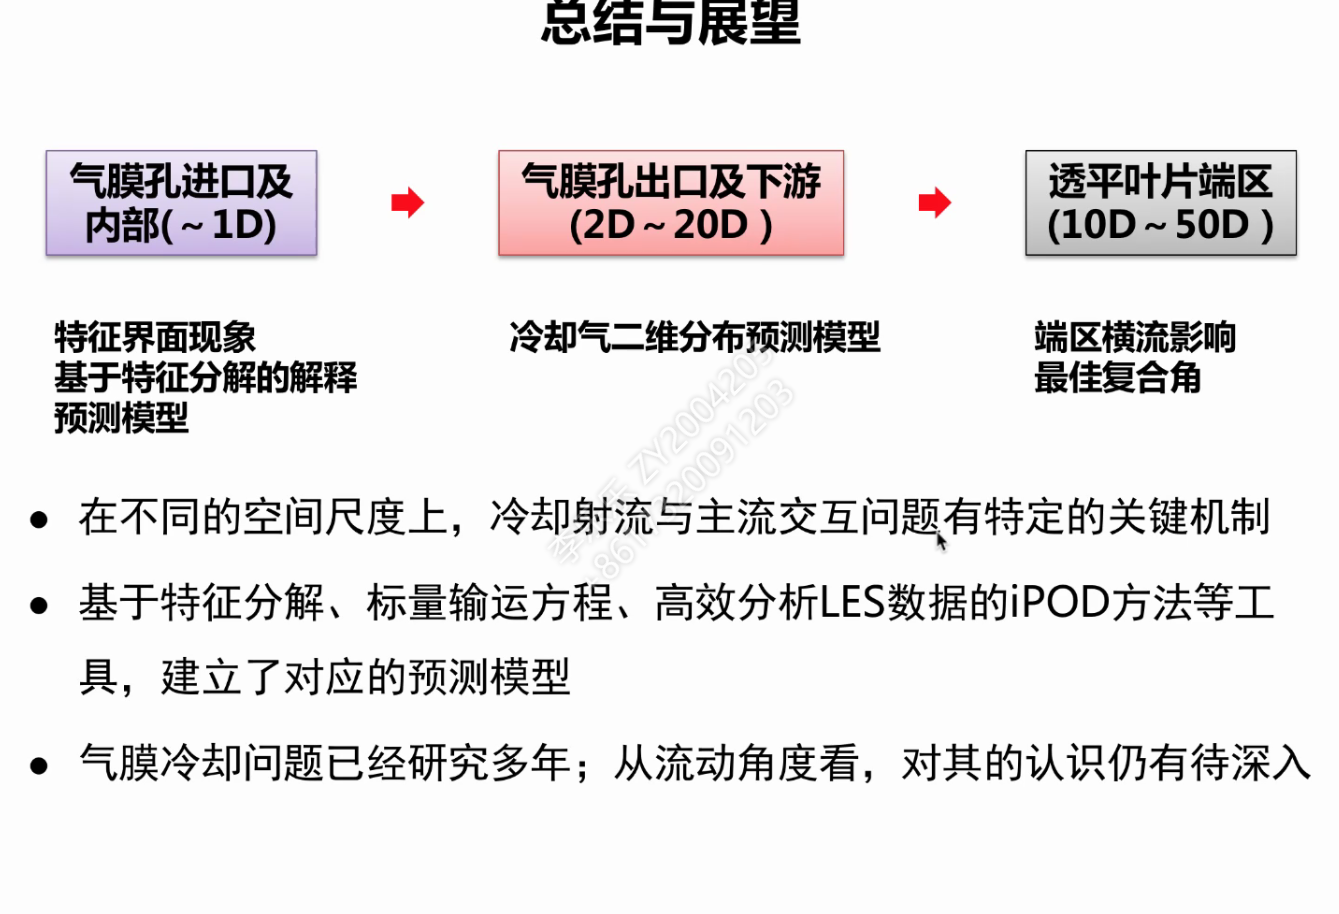 总结与展望
气膜孔进口及
内部(～1D)
气膜孔出口及下游
(2D～20D )
透平叶片端区
(10D～50D )
特征界面现象
基于特征分解的解释
预测模型
冷却气二维分布预测模型
端区横流影响
最佳复合角
● 在不同的空间尺度上，冷却射流与主流交互问题有特定的关键机制
● 基于特征分解、标量输运方程、高效分析LES数据的iPOD方法等工
具，建立了对应的预测模型
● 气膜冷却问题已经研究多年；从流动角度看，对其的认识仍有待深入